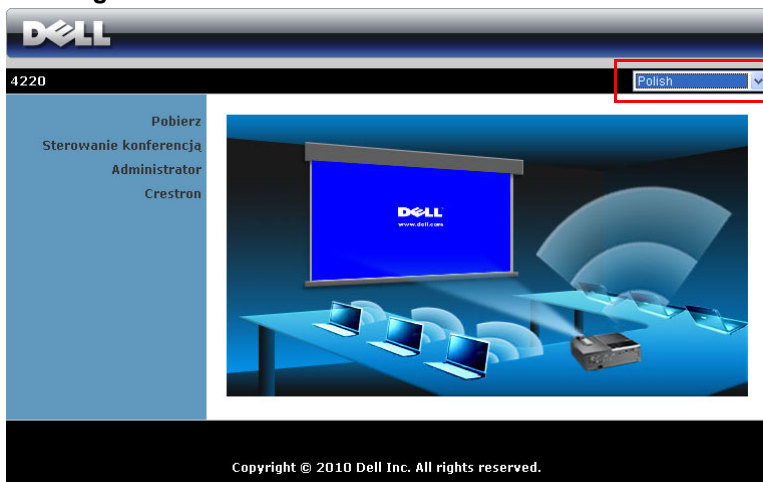 DELL
4220
Polish
Pobierz
Sterowanie konferencją
Administrator
Crestron
DELL
www.dell.com
Copyright © 2010 Dell Inc. All rights reserved.